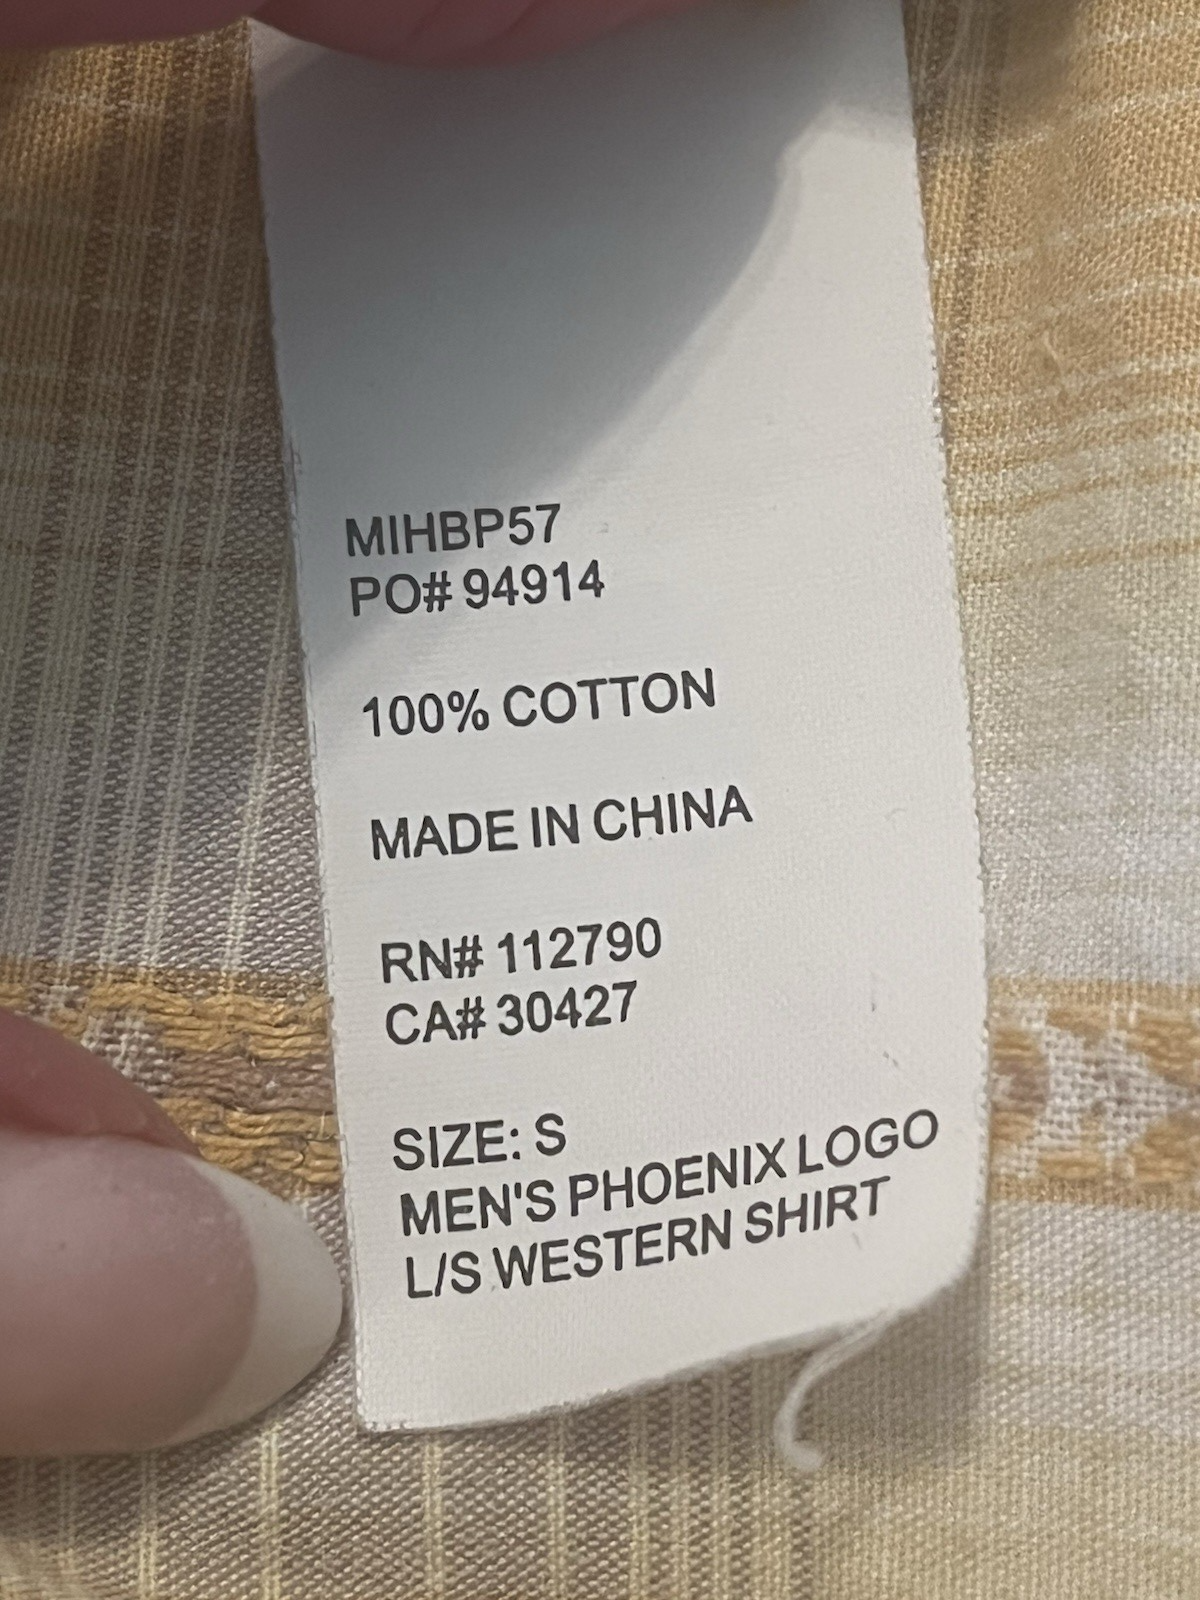 MIHBP57
PO# 94914
100% COTTON
MADE IN CHINA
RN# 112790
CA# 30427
SIZE: S
MEN'S PHOENIX LOGO
L/S WESTERN SHIRT